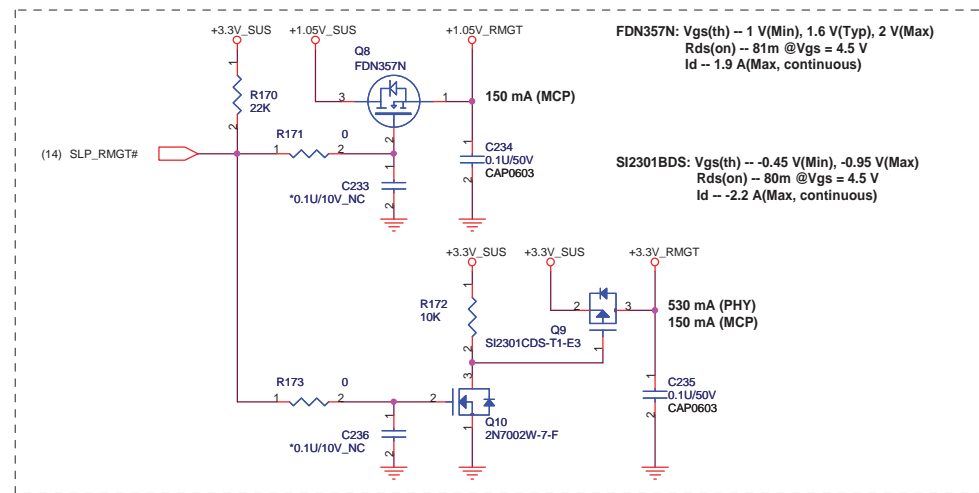 +3.3V_SUS
+1.05V_SUS
+1.05V_RMGT
Q8
FDN357N
FDN357N: Vgs(th) -- 1 V(Min), 1.6 V(Typ), 2 V(Max)
Rds(on) -- 81m @Vgs = 4.5 V
Id -- 1.9 A(Max, continuous)
1
R170
22K
2
3
1
2
150 mA (MCP)
(14) SLP_RMGT#
R171
0
1
2
1
C233
*0.1U/10V_NC
2
1
C234
0.1U/50V
CAP0603
2
SI2301BDS: Vgs(th) -- -0.45 V(Min), -0.95 V(Max)
Rds(on) -- 80m @Vgs = 4.5 V
Id -- -2.2 A(Max, continuous)
+3.3V_SUS
+3.3V_SUS
+3.3V_RMGT
1
R172
10K
2
2
3
1
Q9
SI2301CDS-T1-E3
530 mA (PHY)
150 mA (MCP)
R173
0
1
2
1
C236
*0.1U/10V_NC
2
2
3
1
Q10
2N7002W-7-F
1
C235
0.1U/50V
CAP0603
2